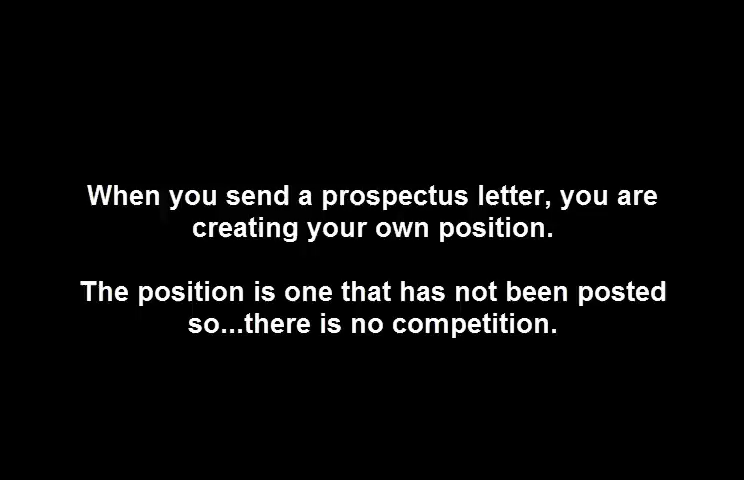 When you send a prospectus letter, you are
creating your own position.
The position is one that has not been posted
so...there is no competition.